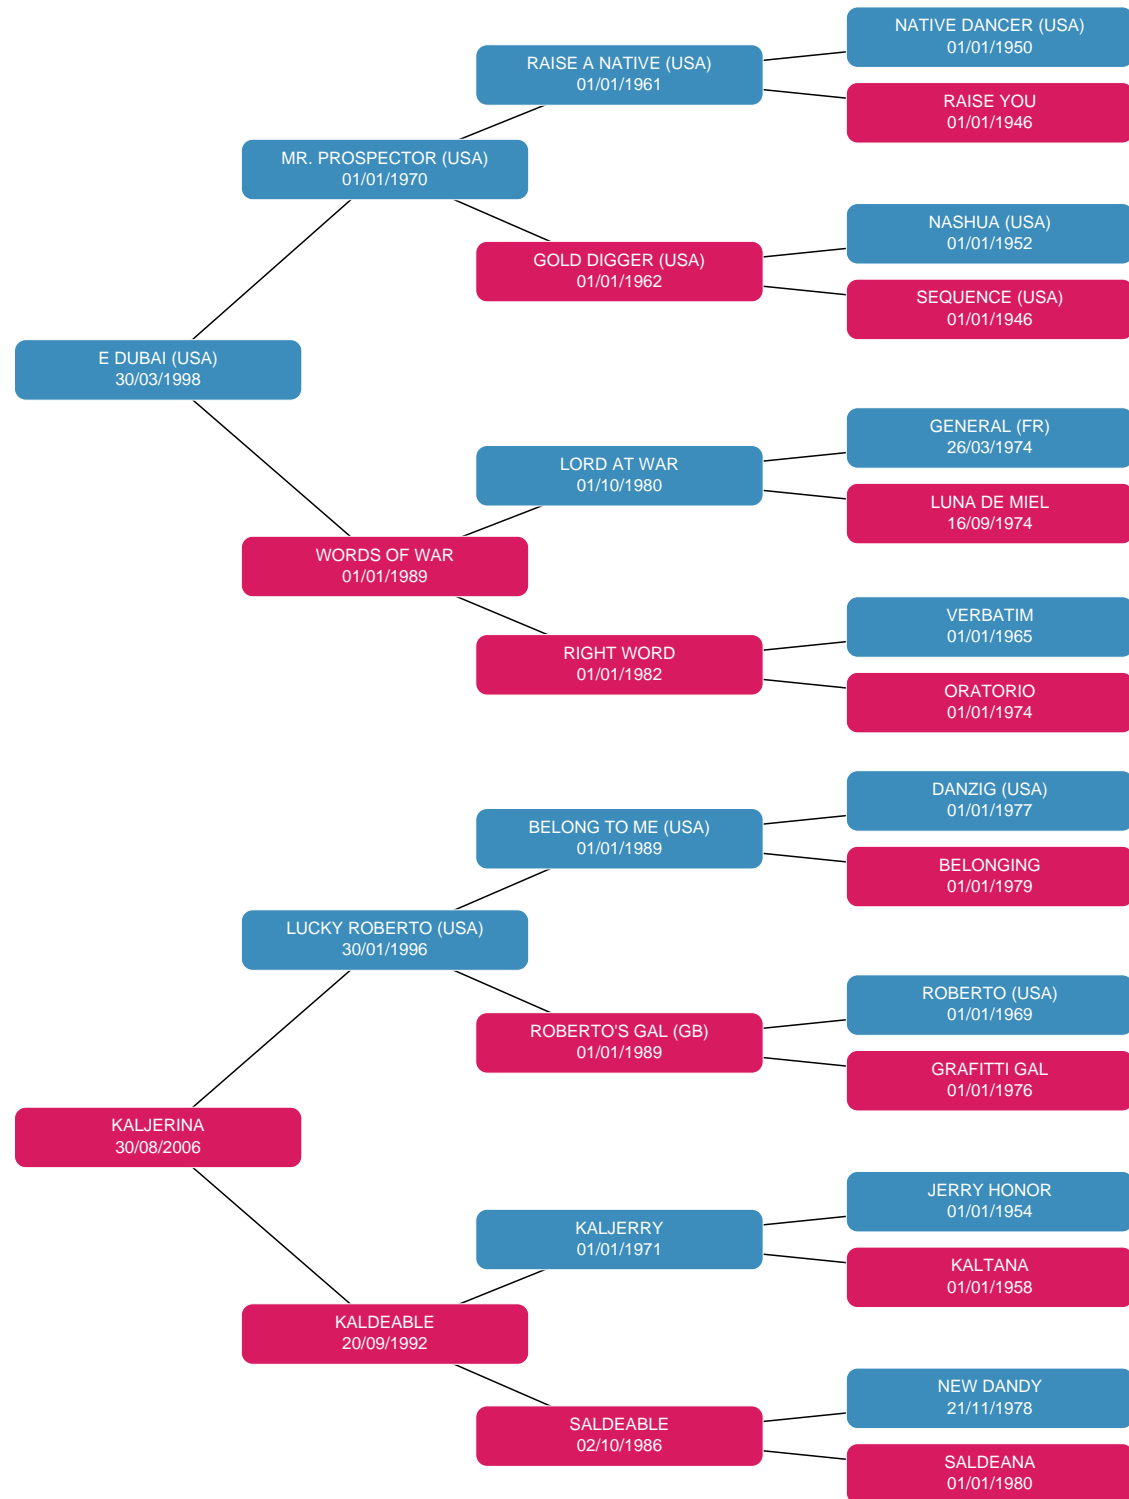 NATIVE DANCER (USA)
01/01/1950
RAISE A NATIVE (USA)
01/01/1961
RAISE YOU
01/01/1946
MR. PROSPECTOR (USA)
01/01/1970
NASHUA (USA)
01/01/1952
GOLD DIGGER (USA)
01/01/1962
SEQUENCE (USA)
01/01/1946
E DUBAI (USA)
30/03/1998
GENERAL (FR)
26/03/1974
LORD AT WAR
01/10/1980
LUNA DE MIEL
16/09/1974
WORDS OF WAR
01/01/1989
VERBATIM
01/01/1965
RIGHT WORD
01/01/1982
ORATORIO
01/01/1974
DANZIG (USA)
01/01/1977
BELONG TO ME (USA)
01/01/1989
BELONGING
01/01/1979
LUCKY ROBERTO (USA)
30/01/1996
ROBERTO (USA)
01/01/1969
ROBERTO'S GAL (GB)
01/01/1989
GRAFITTI GAL
01/01/1976
KALJERINA
30/08/2006
JERRY HONOR
01/01/1954
KALJERRY
01/01/1971
KALTANA
01/01/1958
KALDEABLE
20/09/1992
NEW DANDY
21/11/1978
SALDEABLE
02/10/1986
SALDEANA
01/01/1980